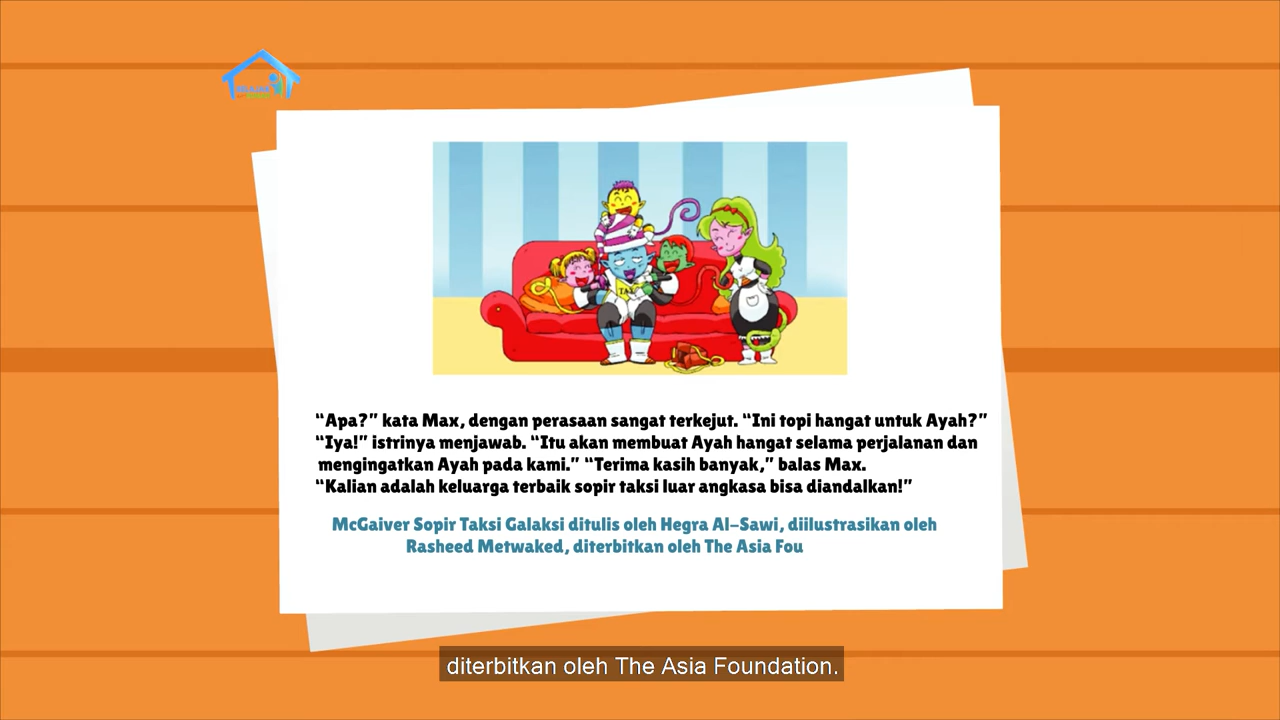 TAX
“Apa?” kata Max, dengan perasaan sangat terkejut. “Ini topi hangat untuk Ayah?”
“Iya!” istrinya menjawab. “Itu akan membuat Ayah hangat selama perjalanan dan
mengingatkan Ayah pada kami.” “Terima kasih banyak,” balas Max.
“Kalian adalah keluarga terbaik sopir taksi luar angkasa bisa diandalkan!”
McGaiver Sopir Taksi Galaksi ditulis oleh Hegra Al-Sawi, diilustrasikan oleh
Rasheed Metwaked, diterbitkan oleh The Asia Fou
diterbitkan oleh The Asia Foundation.